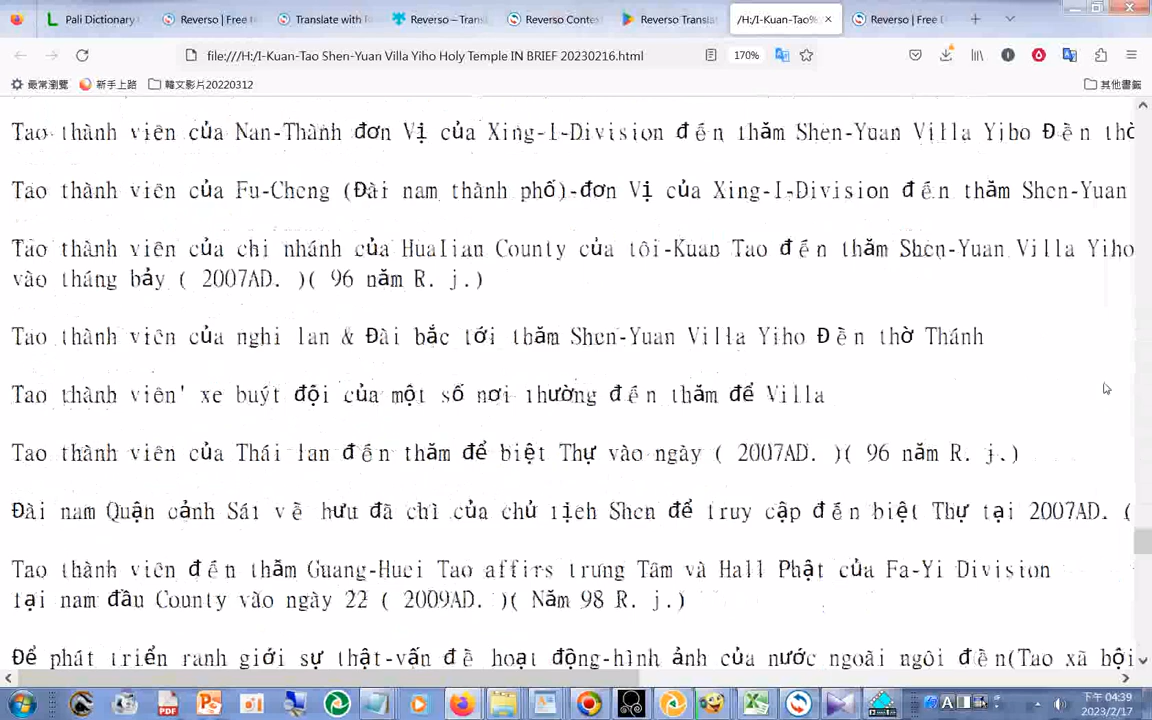 Pali Dictionary
Reverso | Free t
Translate with
Reverso – Tran
Reverso Conte
Reverso Transla
/H:/I-Kuan-Tao%
Reverso | Free
file:///H:/I-Kuan-Tao Shen-Yuan Villa Yiho Holy Temple IN BRIEF 20230216.html
170%
最常瀏覽 新手上路 韓文影片20220312 其他書籤
Tao thành viên của Nan-Thành đơn Vị của Xing-I-Division đến thăm Shen-Yuan Villa Yiho Đền thờ
Tao thành viên của Fu-Cheng (Đài nam thành phố)-đơn Vị của Xing-I-Division đến thăm Shen-Yuan
Tao thành viên của chi nhánh của HuaLian County của tôi-Kuan Tao đến thăm Shen-Yuan Villa Yiho
vào tháng bảy ( 2007AD. )( 96 năm R. j.)
Tao thành viên của nghi lan & Đài bắc tới thăm Shen-Yuan Villa Yiho Đền thờ Thánh
Tao thành viên' xe buýt đội của một số nơi thường đến thăm để Villa
Tao thành viên của Thái lan đến thăm để biệt Thự vào ngày ( 2007AD. )( 96 năm R. j.)
Đài nam Quận cảnh Sát về hưu đã chỉ của chủ tịch Shen để truy cập đến biệt Thự tại 2007AD. (
Tao thành viên đến thăm Guang-Huei Tao affirs trung Tâm và Hall Phật của Fa-Yi Division
tại nam đầu County vào ngày 22 ( 2009AD. )( Năm 98 R. j.)
Để phát triển ranh giới sự thật-vấn đề hoạt động-hình ảnh của nước ngoài ngôi đền(Tao xã hội
下午 04:39
2023/2/17